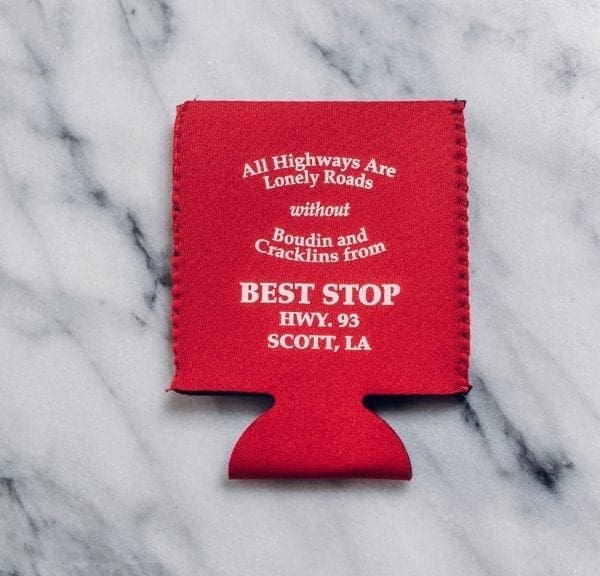 All Highways Are
Lonely Roads
without
Boudin and
Cracklins from
BEST STOP
HWY. 93
SCOTT, LA